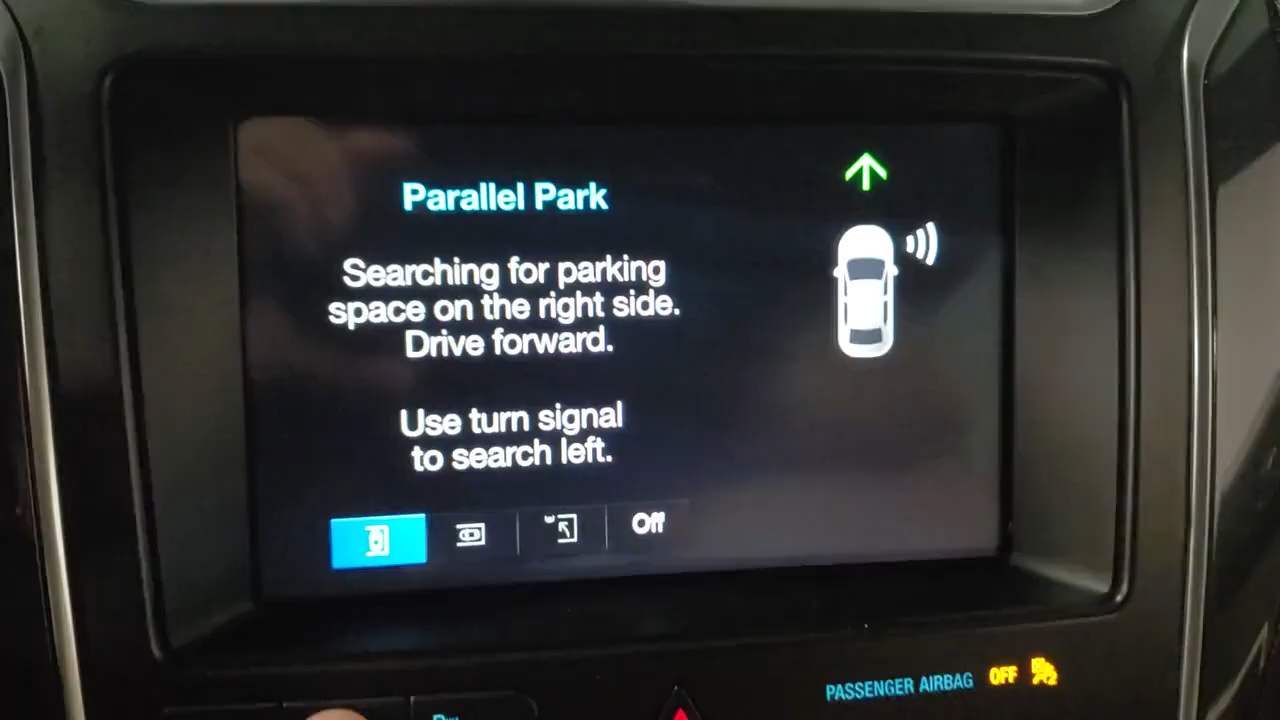 Parallel Park
Searching for parking
space on the right side.
Drive forward.
Use turn signal
to search left.
Off
PASSENGER AIRBAG OFF